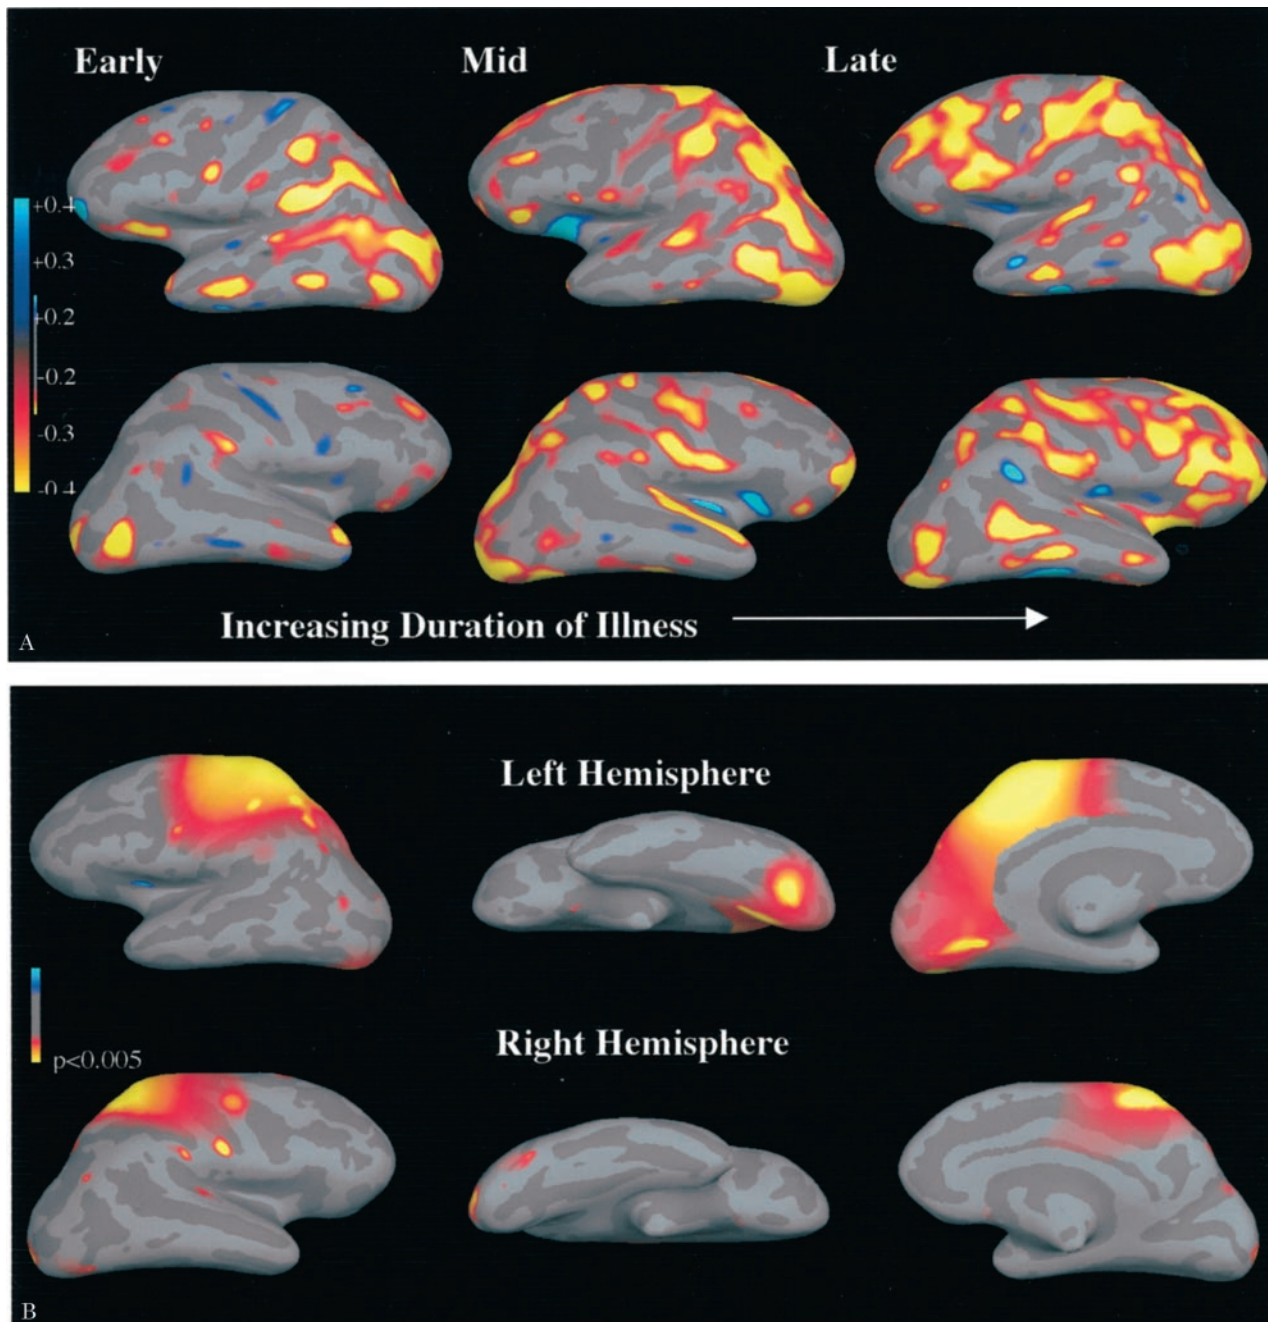 Early
Mid
Late
+0.4
+0.3
+0.2
-0.2
-0.3
-0.4
Increasing Duration of Illness
A
Left Hemisphere
p<0.005
Right Hemisphere
B